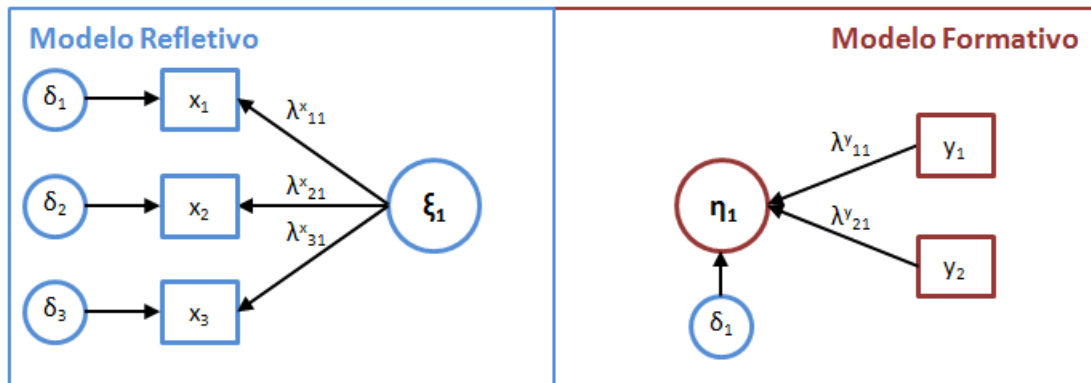 Modelo Refletivo
δ₁
x₁
λˣ₁₁
δ₂
x₂
λˣ₂₁
ξ₁
λˣ₃₁
δ₃
x₃
Modelo Formativo
y₁
λʸ₁₁
η₁
λʸ₂₁
y₂
δ₁